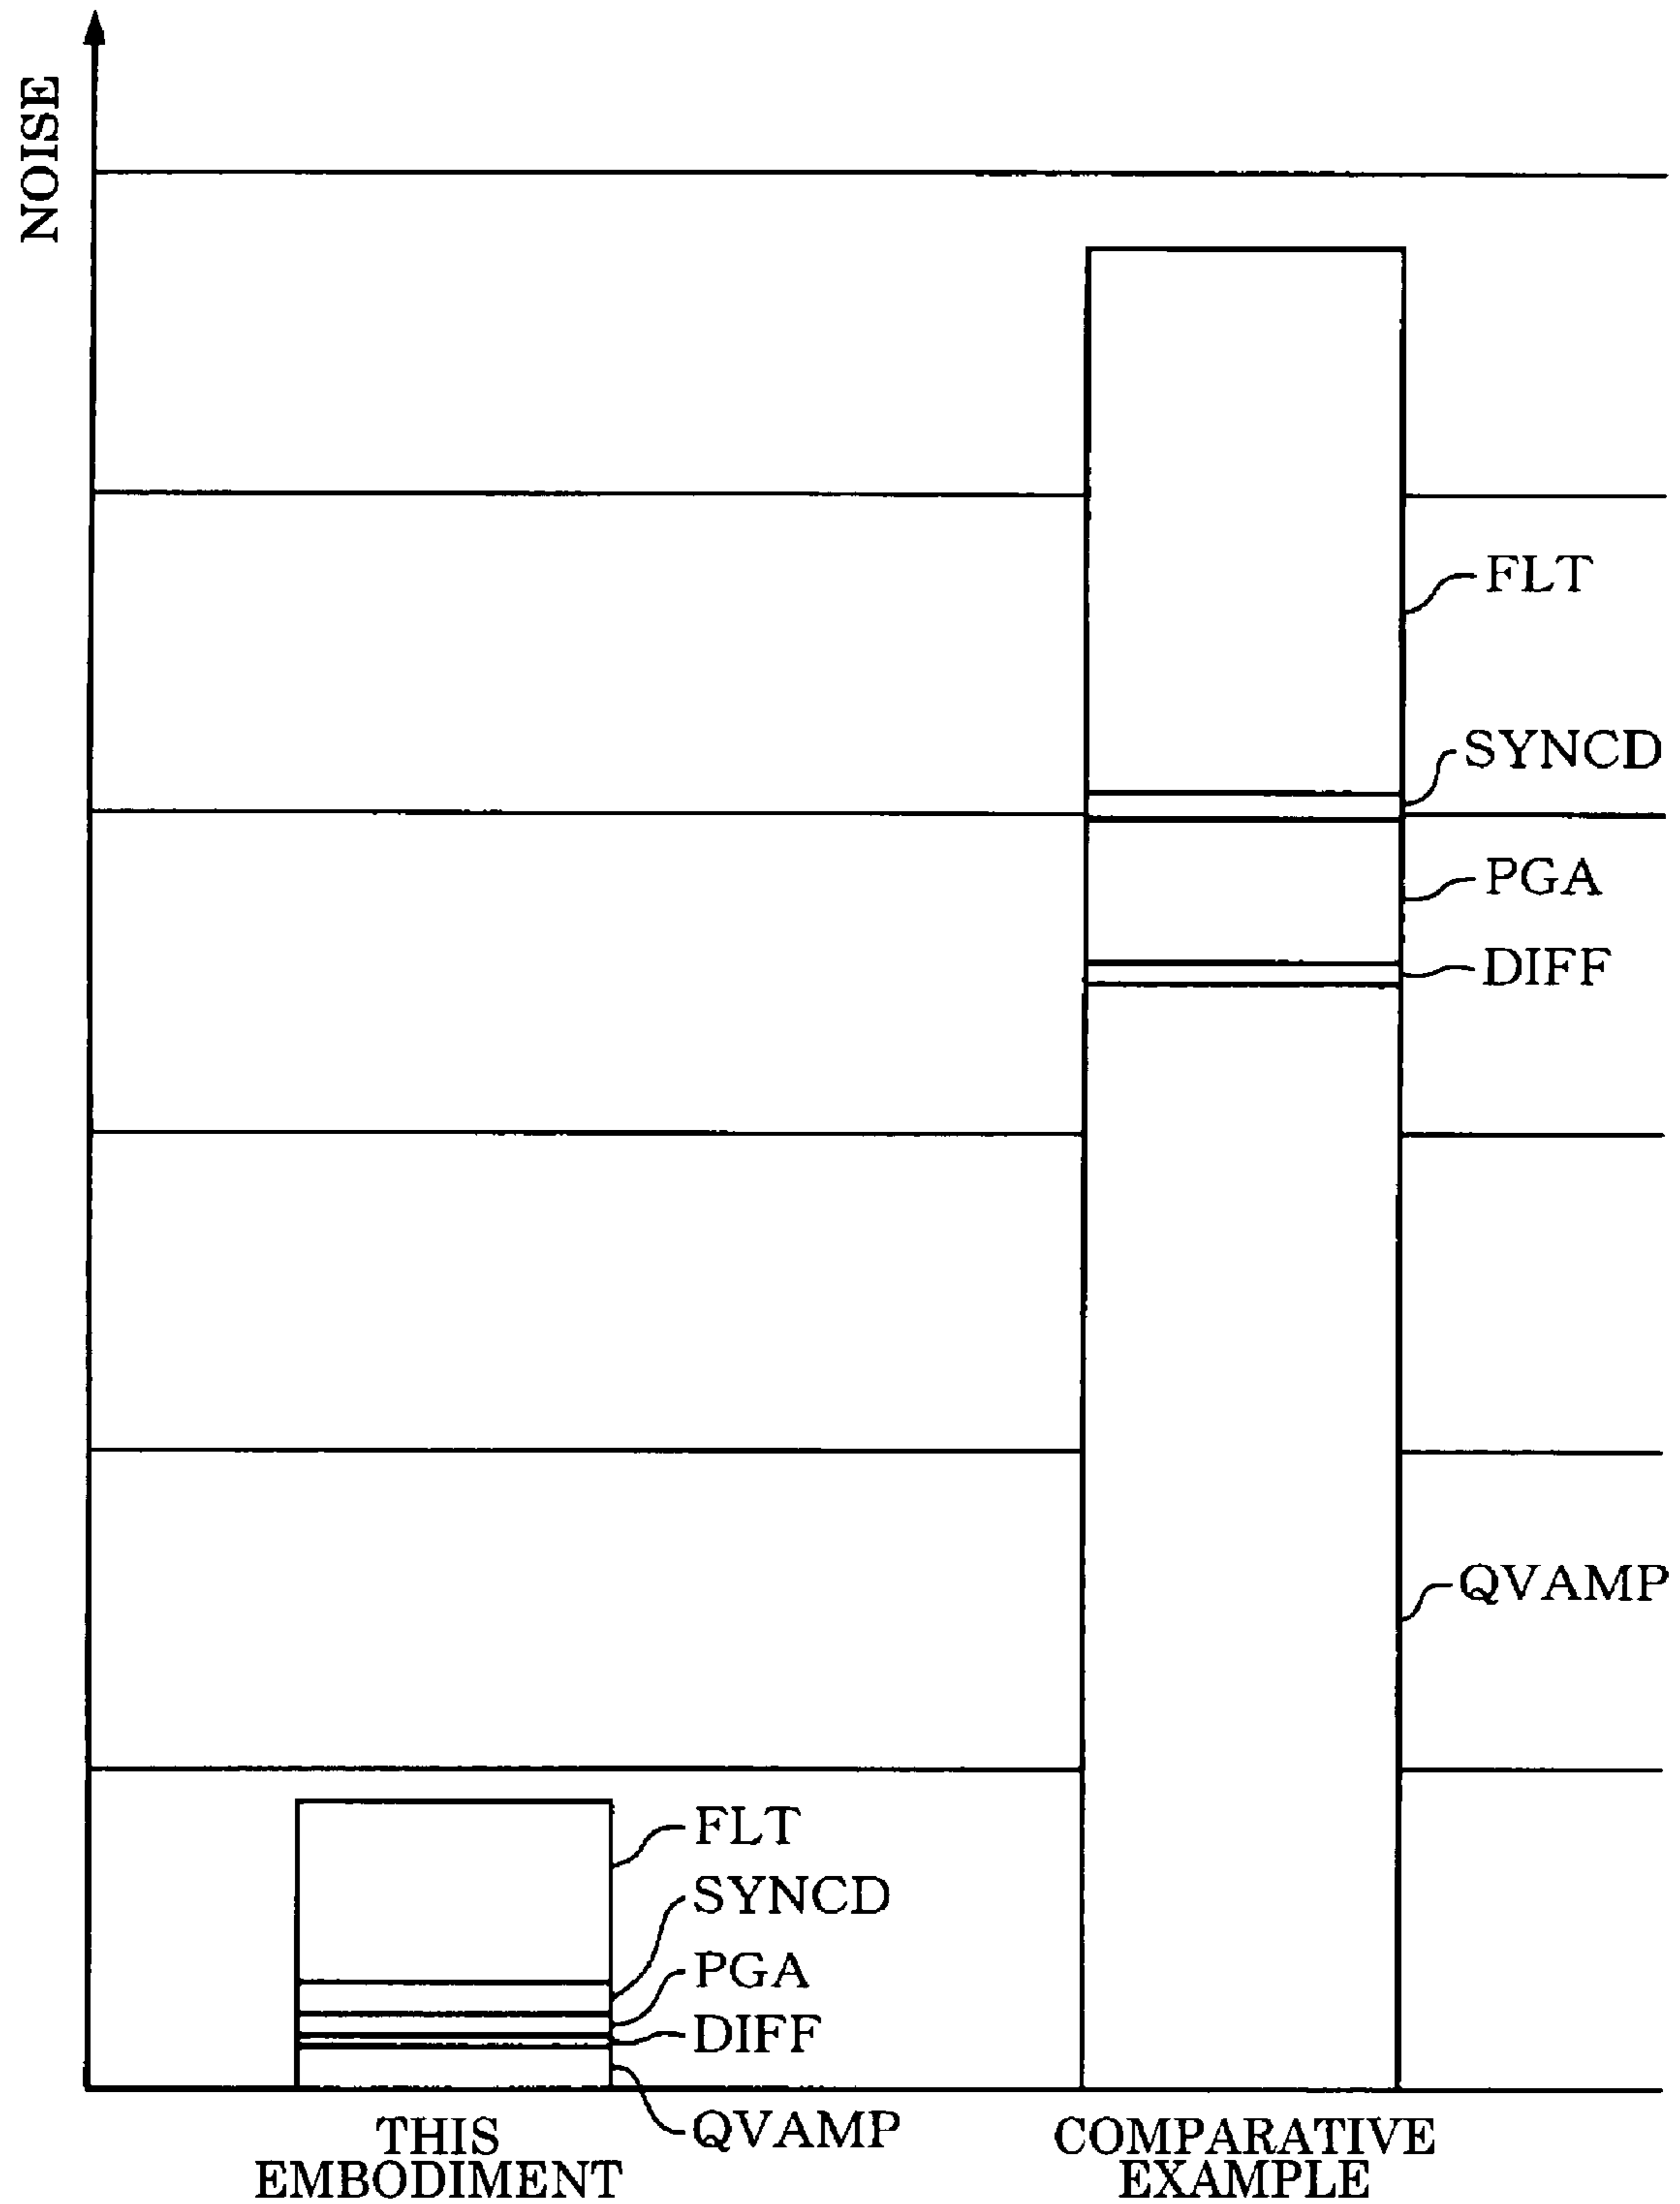 NOISE
FLT
SYNCD
PGA
DIFF
QVAMP
FLT
SYNCD
PGA
DIFF
QVAMP
THIS
EMBODIMENT
COMPARATIVE
EXAMPLE